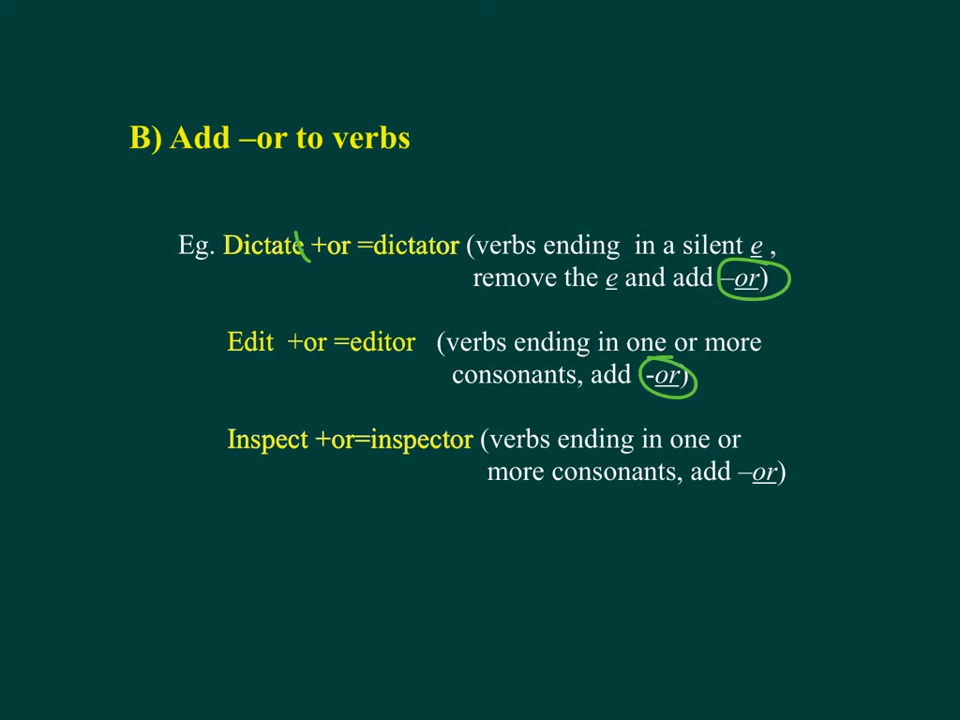 B) Add –or to verbs
Eg. Dictate +or =dictator (verbs ending in a silent e ,
remove the e and add –or)
Edit +or =editor (verbs ending in one or more
consonants, add -or)
Inspect +or=inspector (verbs ending in one or
more consonants, add –or)